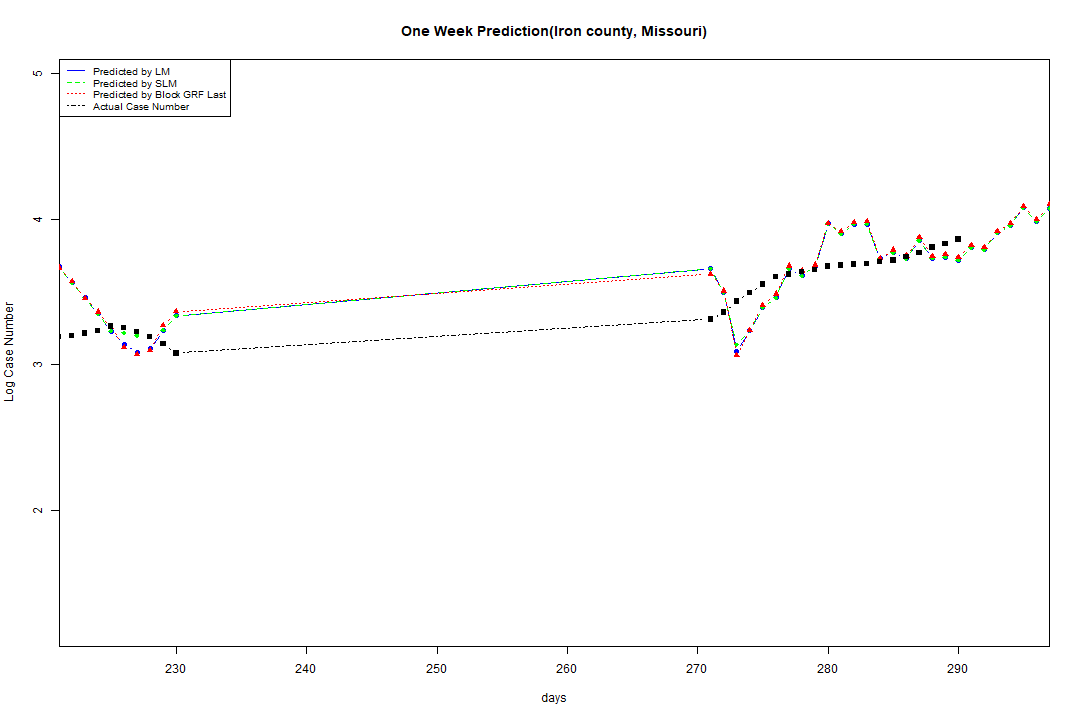 One Week Prediction(Iron county, Missouri)
Predicted by LM
Predicted by SLM
Predicted by Block GRF Last
Actual Case Number
5
4
3
2
Log Case Number
230 240 250 260 270 280 290
days